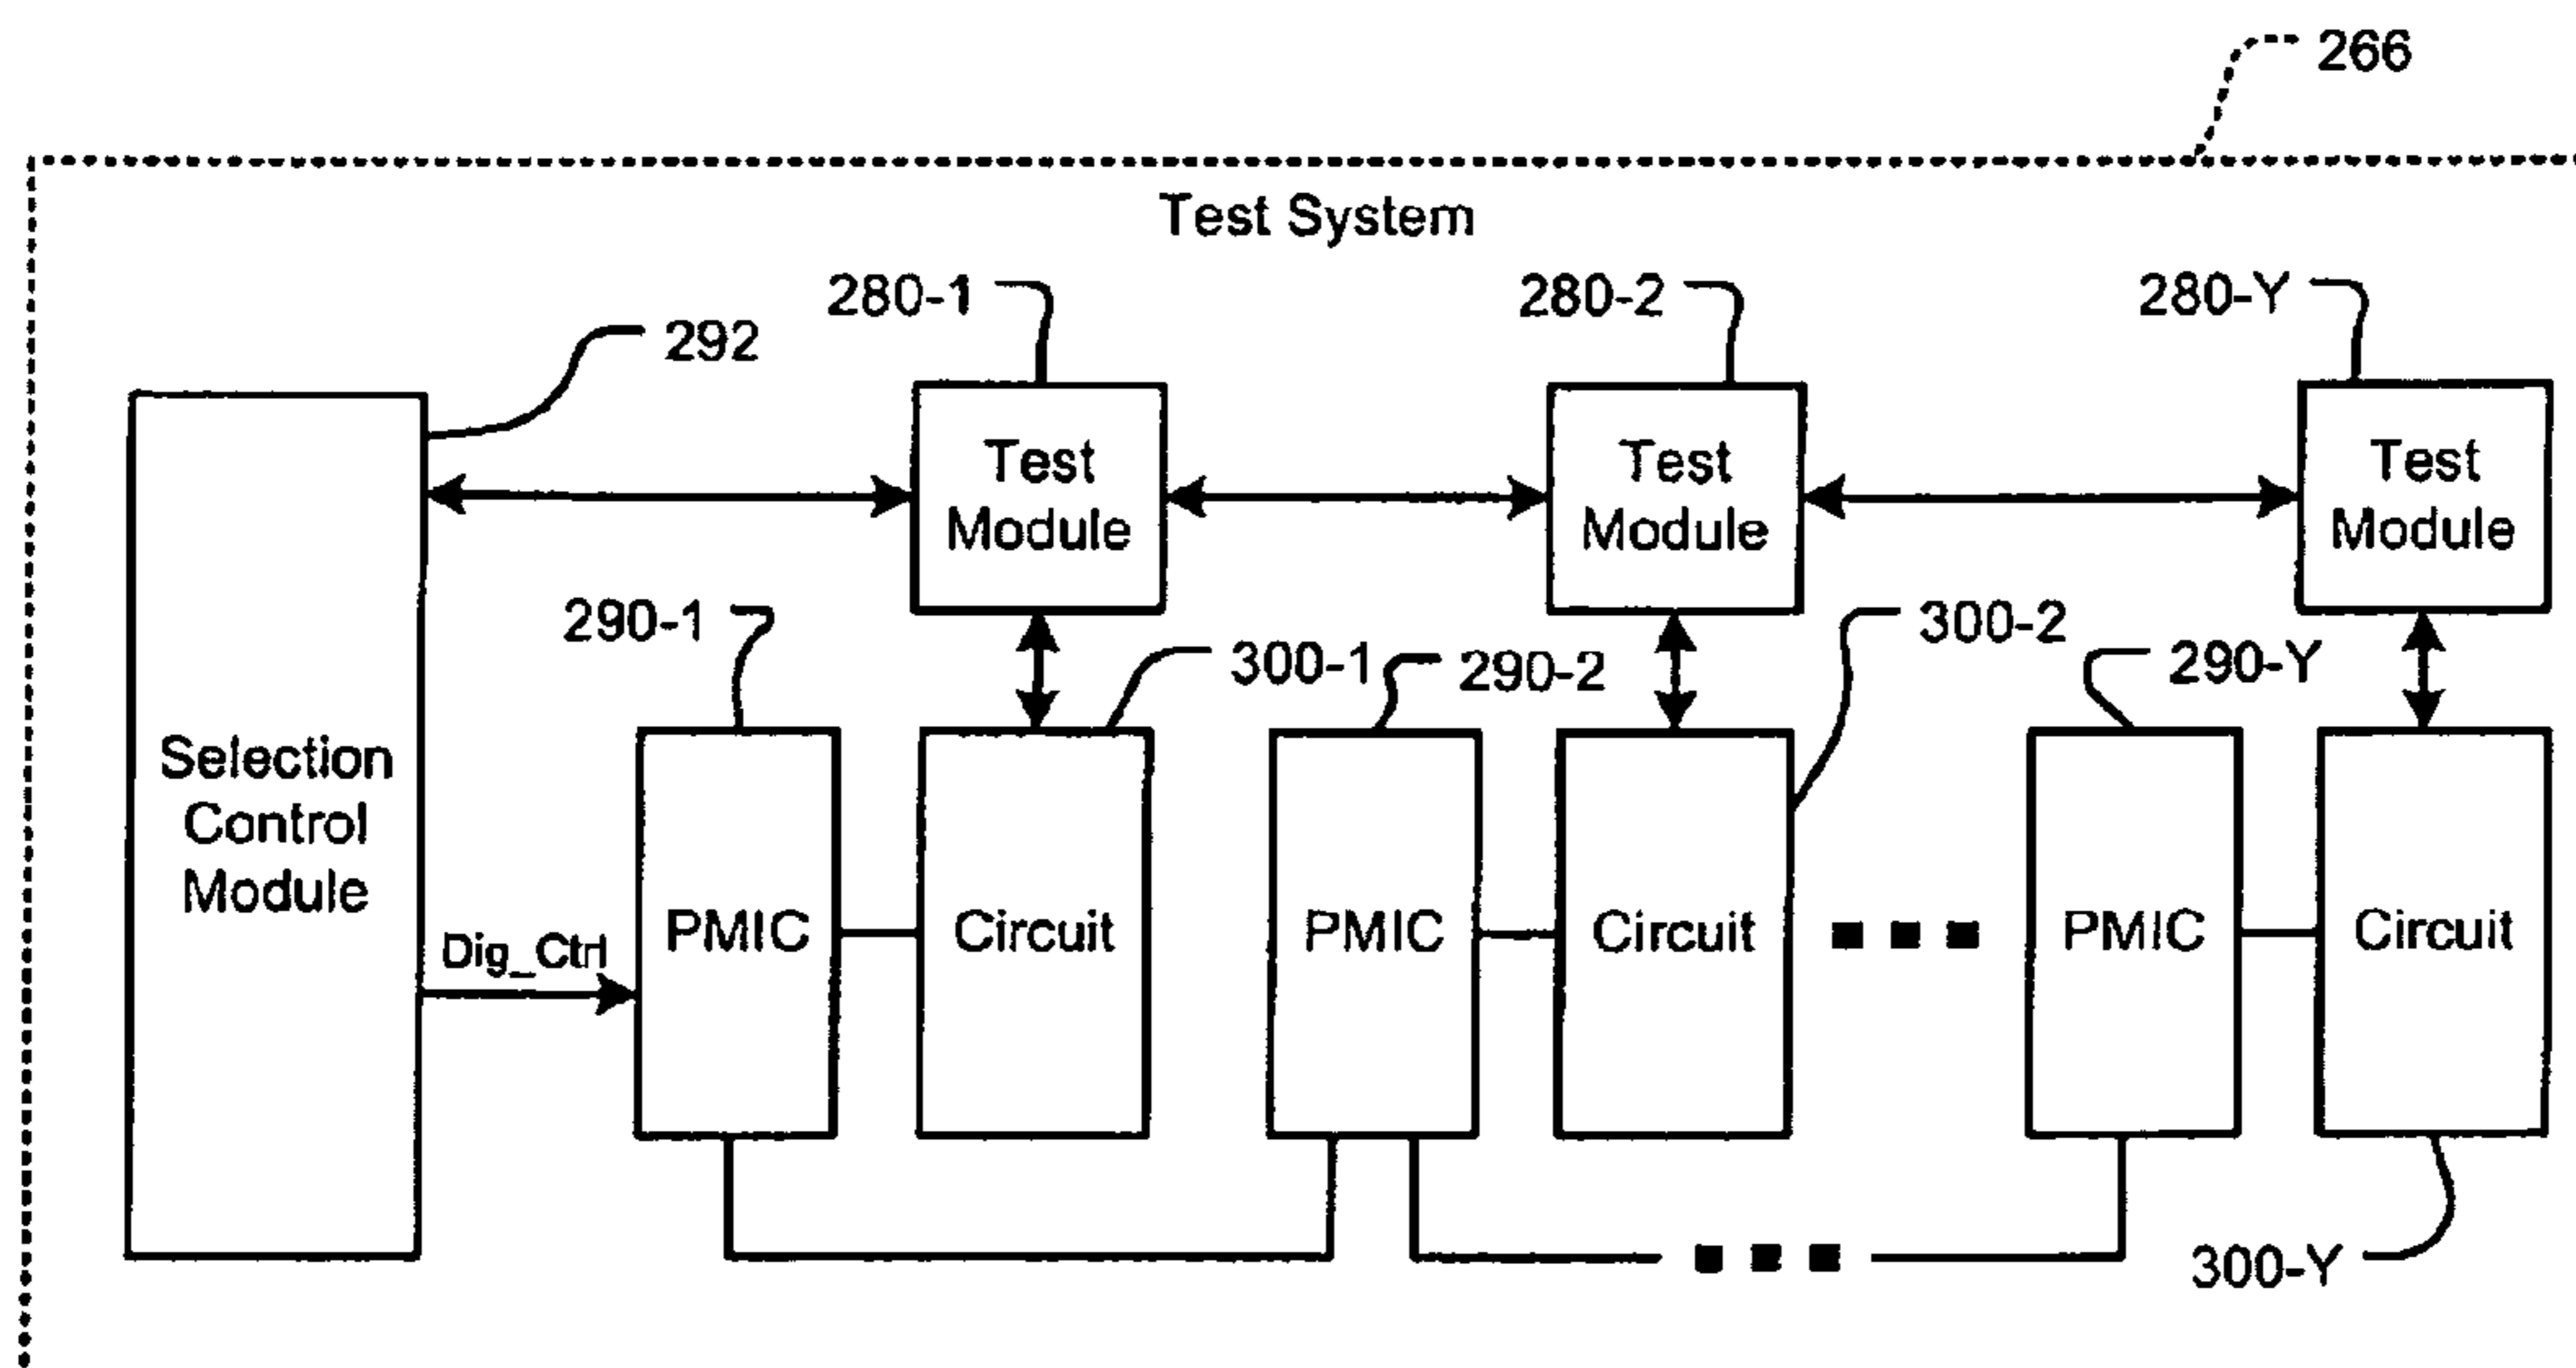 266
Test System
280-1
280-2
280-Y
292
Test
Module
Test
Module
Test
Module
290-1
300-1
290-2
300-2
290-Y
Selection
Control
Module
Dig_Ctrl
PMIC
Circuit
PMIC
Circuit
PMIC
Circuit
300-Y